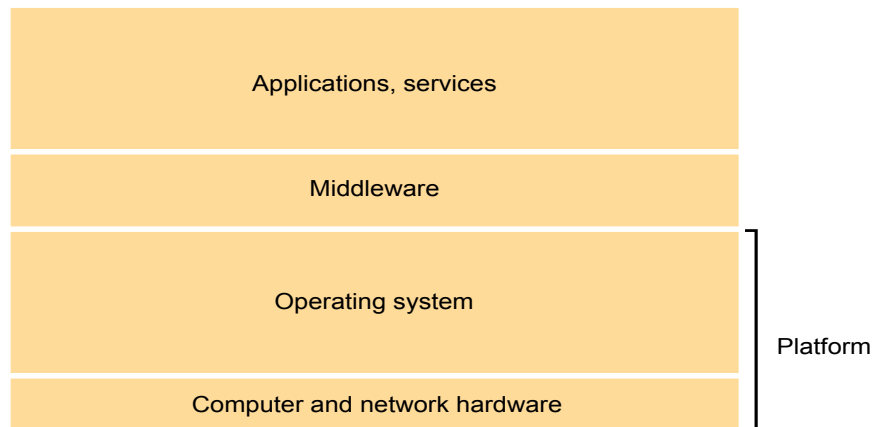 Applications, services
Middleware
Operating system
Platform
Computer and network hardware